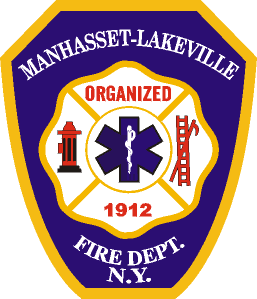 MANHASSET-LAKEVILLE
ORGANIZED
1912
FIRE DEPT.
N.Y.